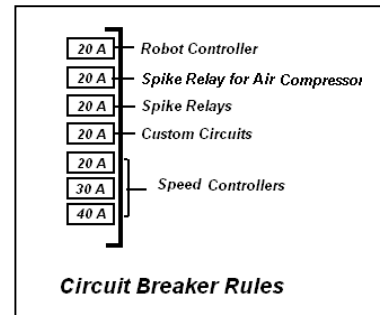 20 A Robot Controller
20 A Spike Relay for Air Compressor
20 A Spike Relays
20 A Custom Circuits
20 A
30 A Speed Controllers
40 A
Circuit Breaker Rules